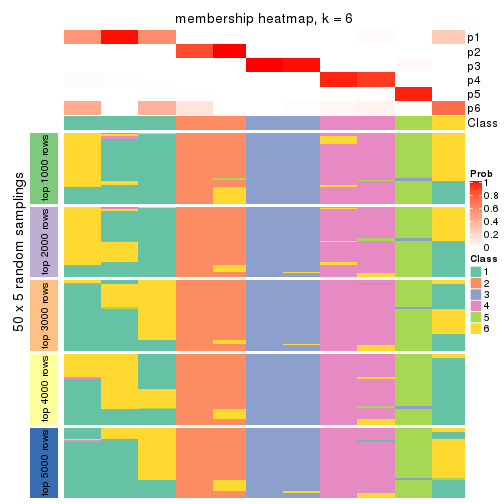 membership heatmap, k = 6
p1
p2
p3
p4
p5
p6
Class
50 x 5 random samplings
top 1000 rows
top 2000 rows
top 3000 rows
top 4000 rows
top 5000 rows
Prob
1
0.8
0.6
0.4
0.2
0
Class
1
2
3
4
5
6